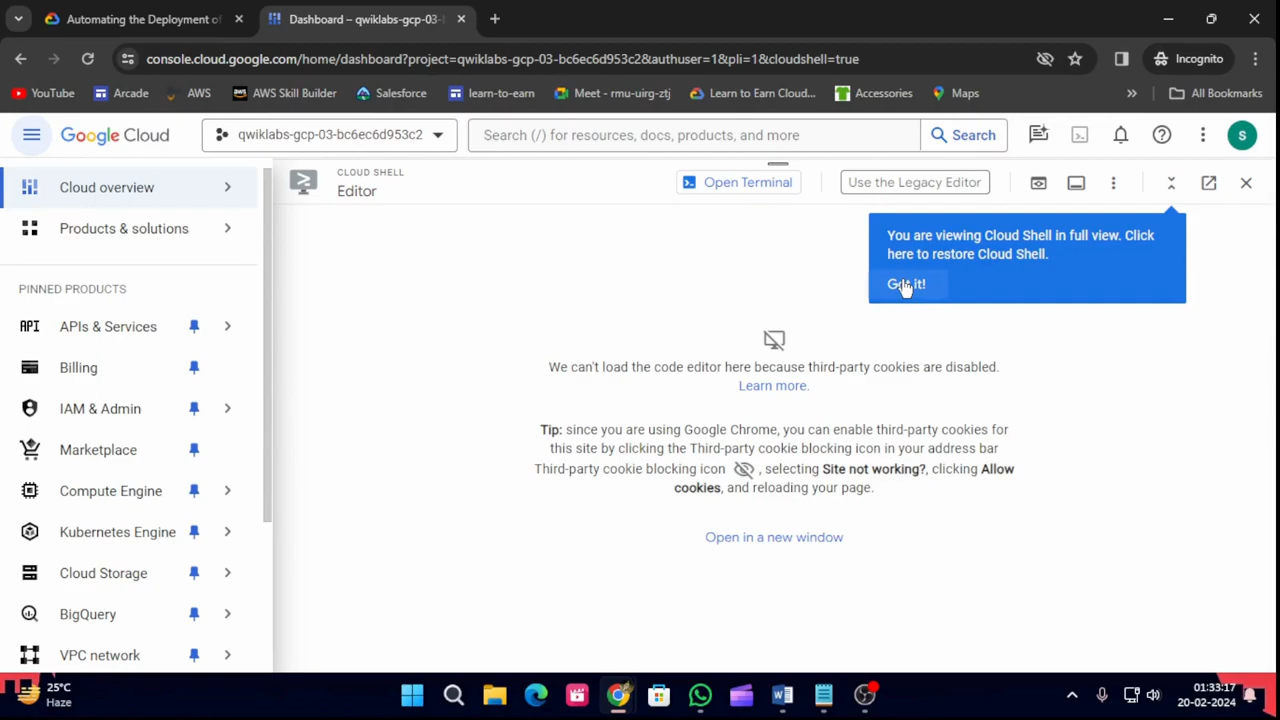 Automating the Deployment of
Dashboard – qwiklabs-gcp-03-
console.cloud.google.com/home/dashboard?project=qwiklabs-gcp-03-bc6ec6d953c2&authuser=1&pli=1&cloudshell=true
Incognito
YouTube
Arcade
AWS
AWS Skill Builder
Salesforce
learn-to-earn
Meet - rmu-uirg-ztj
Learn to Earn Cloud...
Accessories
Maps
»
All Bookmarks
Google Cloud
qwiklabs-gcp-03-bc6ec6d953c2
Search (/) for resources, docs, products, and more
Search
S
Cloud overview
Products & solutions
PINNED PRODUCTS
API APIs & Services
Billing
IAM & Admin
Marketplace
Compute Engine
Kubernetes Engine
Cloud Storage
BigQuery
VPC network
CLOUD SHELL
Editor
Open Terminal
Use the Legacy Editor
You are viewing Cloud Shell in full view. Click
here to restore Cloud Shell.
Got it!
We can't load the code editor here because third-party cookies are disabled.
Learn more.
Tip: since you are using Google Chrome, you can enable third-party cookies for
this site by clicking the Third-party cookie blocking icon in your address bar
Third-party cookie blocking icon , selecting Site not working?, clicking Allow
cookies, and reloading your page.
Open in a new window
25°C
Haze
01:33:17
20-02-2024